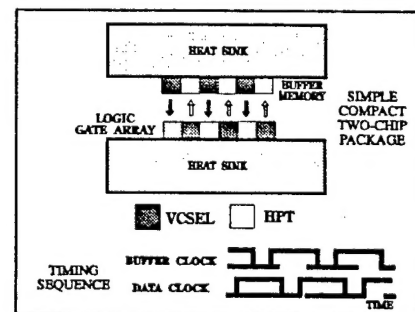 HEAT SINK
BUFFER
MEMORY
SIMPLE
COMPACT
TWO-CHIP
PACKAGE
LOGIC
GATE ARRAY
HEAT SINK
VCSEL
HPT
TIMING
SEQUENCE
BUFFER CLOCK
DATA CLOCK
TIME